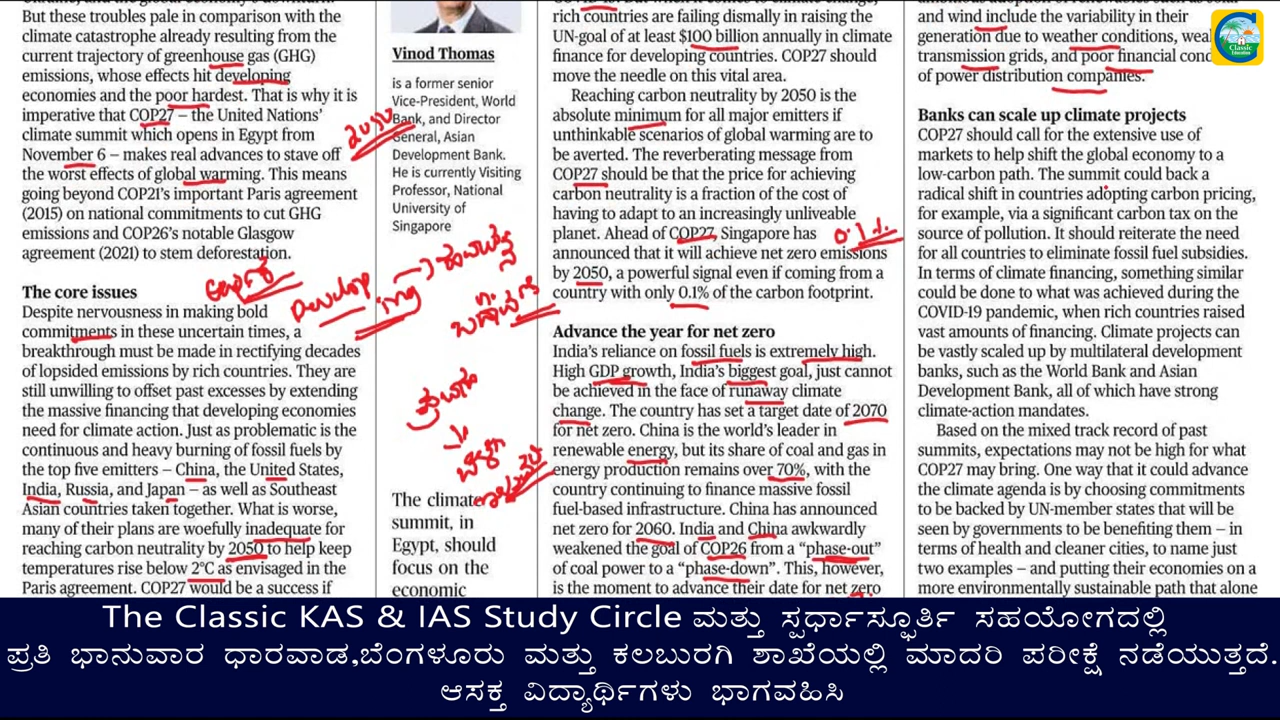 Ukraine, and the global economy's downturn.
But these troubles pale in comparison with the
climate catastrophe already resulting from the
current trajectory of greenhouse gas (GHG)
emissions, whose effects hit developing
economies and the poor hardest. That is why it is
imperative that COP27 – the United Nations'
climate summit which opens in Egypt from
November 6 – makes real advances to stave off
the worst effects of global warming. This means
going beyond COP21's important Paris agreement
(2015) on national commitments to cut GHG
emissions and COP26's notable Glasgow
agreement (2021) to stem deforestation.
The core issues
Despite nervousness in making bold
commitments in these uncertain times, a
breakthrough must be made in rectifying decades
of lopsided emissions by rich countries. They are
still unwilling to offset past excesses by extending
the massive financing that developing economies
need for climate action. Just as problematic is the
continuous and heavy burning of fossil fuels by
the top five emitters – China, the United States,
India, Russia, and Japan – as well as Southeast
Asian countries taken together. What is worse,
many of their plans are woefully inadequate for
reaching carbon neutrality by 2050 to help keep
temperatures rise below 2°C as envisaged in the
Paris agreement. COP27 would be a success if
Vinod Thomas
is a former senior
Vice-President, World
Bank, and Director
General, Asian
Development Bank.
He is currently Visiting
Professor, National
University of
Singapore
2050
Develop
ing
The climate
summit, in
Egypt, should
focus on the
economic
But when it comes to climate change,
rich countries are failing dismally in raising the
UN-goal of at least $100 billion annually in climate
finance for developing countries. COP27 should
move the needle on this vital area.
Reaching carbon neutrality by 2050 is the
absolute minimum for all major emitters if
unthinkable scenarios of global warming are to
be averted. The reverberating message from
COP27 should be that the price for achieving
carbon neutrality is a fraction of the cost of
having to adapt to an increasingly unliveable
planet. Ahead of COP27, Singapore has
0.1%
announced that it will achieve net zero emissions
by 2050, a powerful signal even if coming from a
country with only 0.1% of the carbon footprint.
Advance the year for net zero
India's reliance on fossil fuels is extremely high.
High GDP growth, India's biggest goal, just cannot
be achieved in the face of runaway climate
change. The country has set a target date of 2070
for net zero. China is the world's leader in
renewable energy, but its share of coal and gas in
energy production remains over 70%, with the
country continuing to finance massive fossil
fuel-based infrastructure. China has announced
net zero for 2060. India and China awkwardly
weakened the goal of COP26 from a “phase-out”
of coal power to a “phase-down”. This, however,
is the moment to advance their date for net zero
and wind include the variability in their
generation due to weather conditions,
transmission grids, and poor financial
of power distribution companies.
Banks can scale up climate projects
COP27 should call for the extensive use of
markets to help shift the global economy to a
low-carbon path. The summit could back a
radical shift in countries adopting carbon pricing,
for example, via a significant carbon tax on the
source of pollution. It should reiterate the need
for all countries to eliminate fossil fuel subsidies.
In terms of climate financing, something similar
could be done to what was achieved during the
COVID-19 pandemic, when rich countries raised
vast amounts of financing. Climate projects can
be vastly scaled up by multilateral development
banks, such as the World Bank and Asian
Development Bank, all of which have strong
climate-action mandates.
Based on the mixed track record of past
summits, expectations may not be high for what
COP27 may bring. One way that it could advance
the climate agenda is by choosing commitments
to be backed by UN-member states that will be
seen by governments to be benefiting them – in
terms of health and cleaner cities, to name just
two examples – and putting their economies on a
more environmentally sustainable path that alone
Classic
Education
The Classic KAS & IAS Study Circle ಮತ್ತು ಸ್ಪರ್ಧಾಸ್ಫೂರ್ತಿ ಸಹಯೋಗದಲ್ಲಿ
ಪ್ರತಿ ಭಾನುವಾರ ಧಾರವಾಡ,ಬೆಂಗಳೂರು ಮತ್ತು ಕಲಬುರಗಿ ಶಾಖೆಯಲ್ಲಿ ಮಾದರಿ ಪರೀಕ್ಷೆ ನಡೆಯುತ್ತದೆ.
ಆಸಕ್ತ ವಿದ್ಯಾರ್ಥಿಗಳು ಭಾಗವಹಿಸಿ